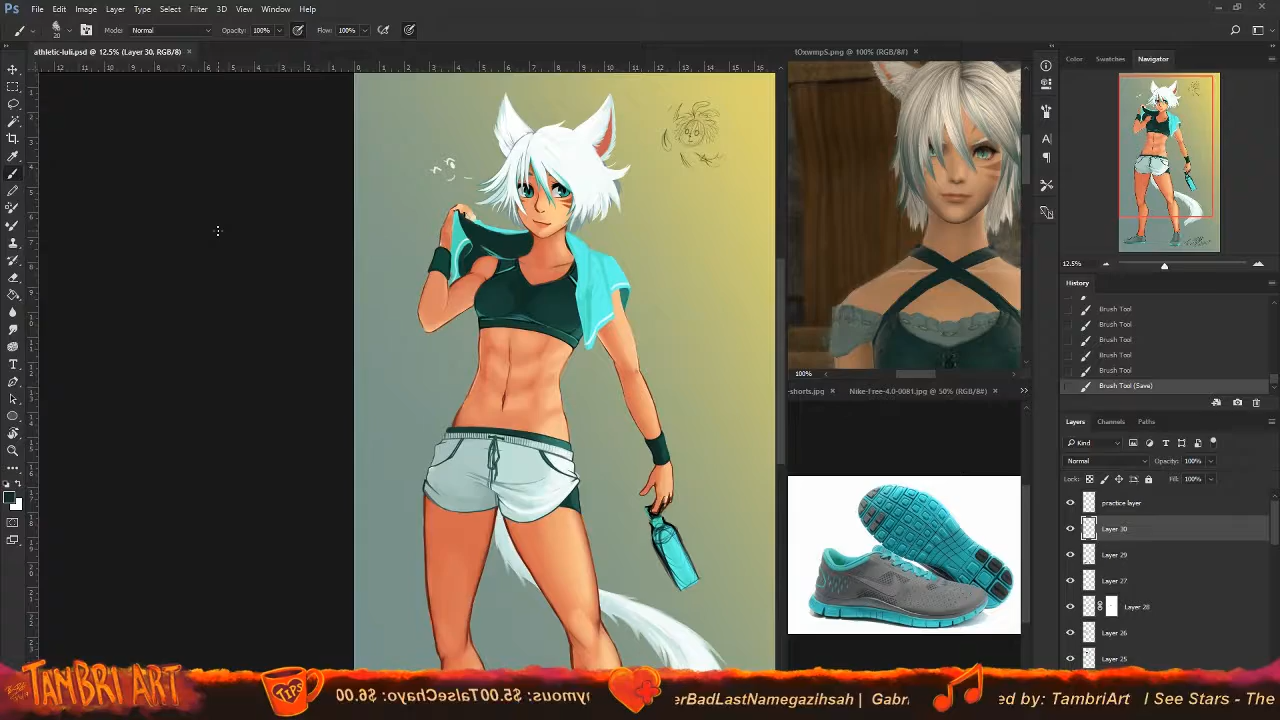 Ps File Edit Image Layer Type Select Filter 3D View Window Help
20 Mode: Normal Opacity: 100% Flow: 100%
athletic-luli.psd @ 12.5% (Layer 30, RGB/8) ×
tOxwmpS.png @ 100% (RGB/8#) ×
Color Swatches Navigator
12.5%
History
Brush Tool
Brush Tool
Brush Tool
Brush Tool
Brush Tool
Brush Tool (Save)
100%
-shorts.jpg × Nike-Free-4.0-0081.jpg @ 50% (RGB/8#) ×
Layers Channels Paths
Kind
Normal Opacity: 100%
Lock: Fill: 100%
practice layer
Layer 30
Layer 29
Layer 27
Layer 28
Layer 26
Layer 25
TAMBRI ART
TIPS
ymous: $5.00TalseChayo: $6.00
erBadLastNamegazihsah | Gabri
ed by: TambriArt I See Stars - The